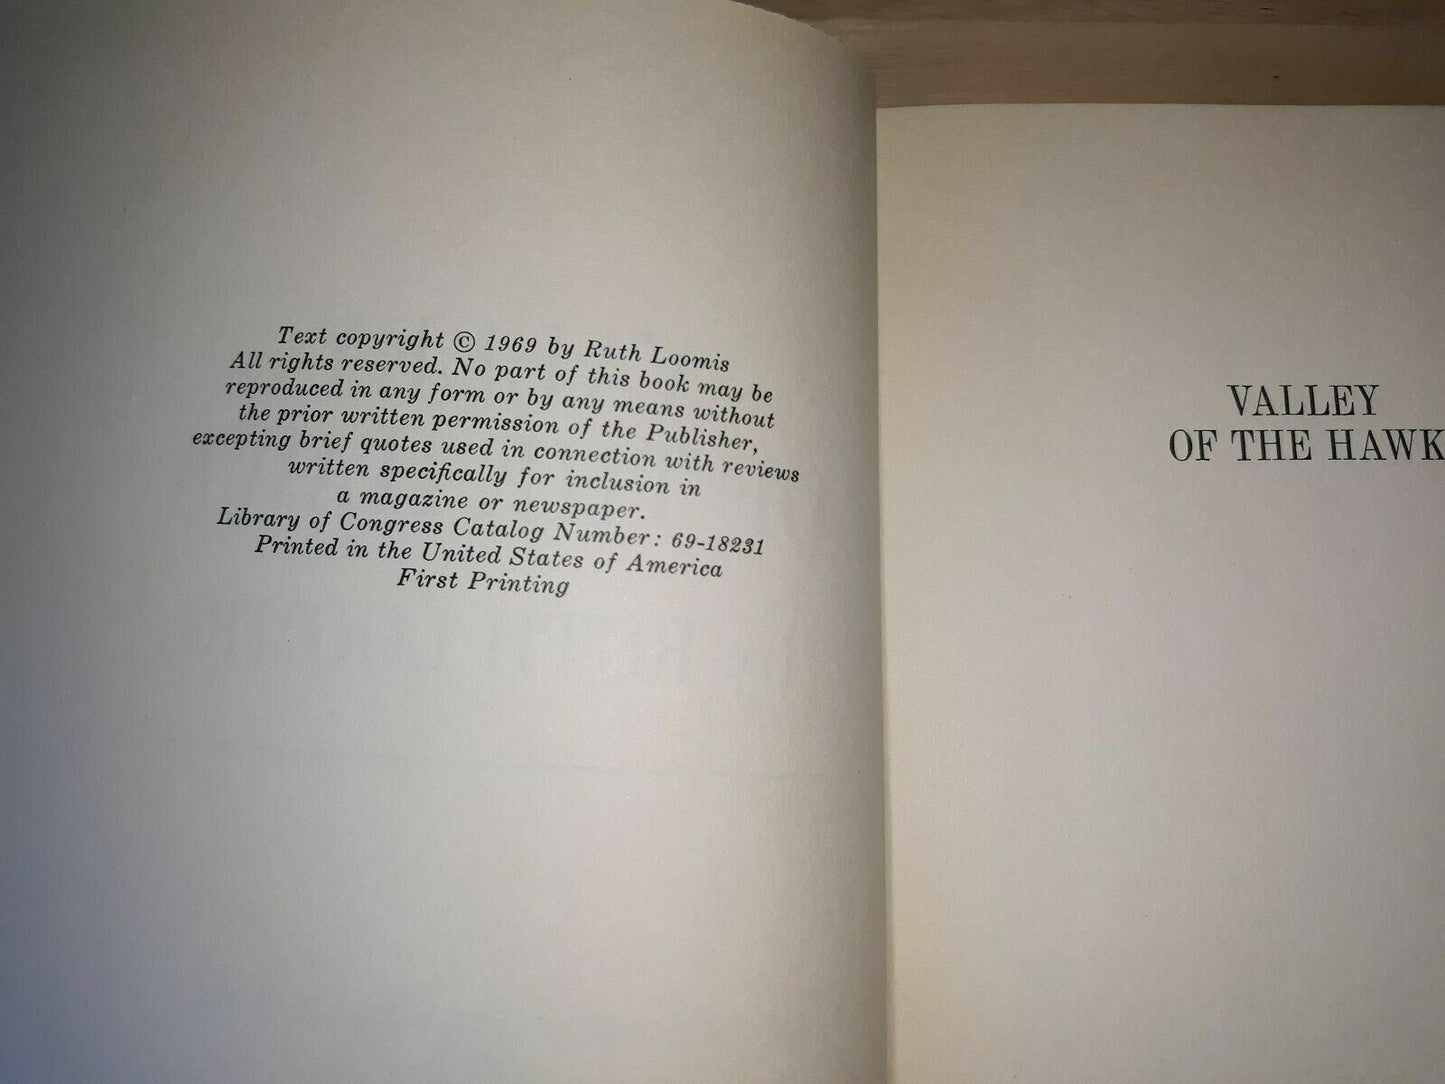 Text copyright © 1969 by Ruth Loomis
All rights reserved. No part of this book may be
reproduced in any form or by any means without
the prior written permission of the Publisher,
excepting brief quotes used in connection with reviews
written specifically for inclusion in
a magazine or newspaper.
Library of Congress Catalog Number: 69-18231
Printed in the United States of America
First Printing
VALLEY
OF THE HAWK